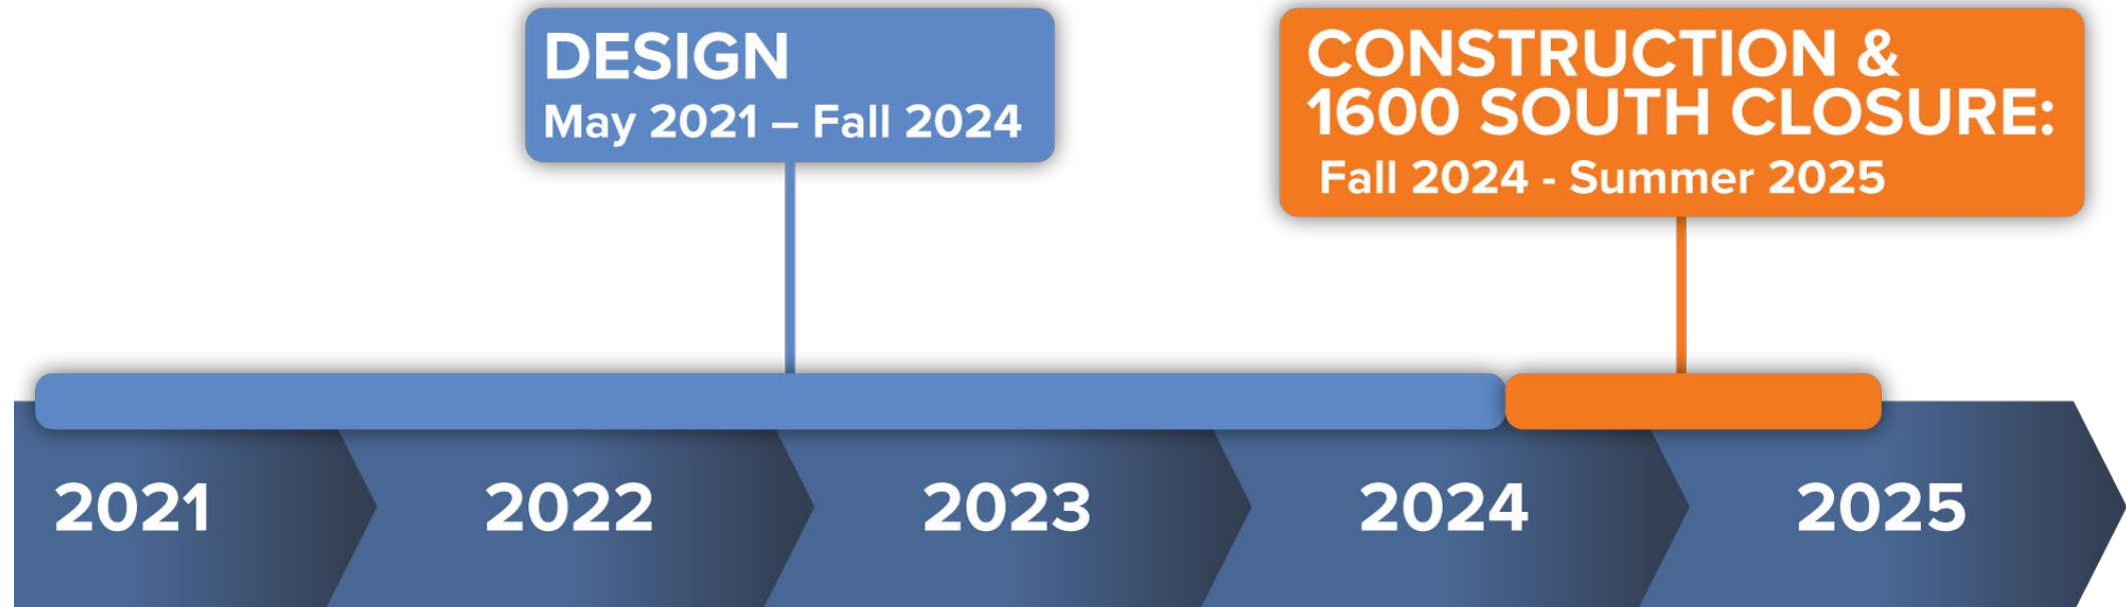 DESIGN
May 2021 – Fall 2024
CONSTRUCTION &
1600 SOUTH CLOSURE:
Fall 2024 - Summer 2025
2021
2022
2023
2024
2025